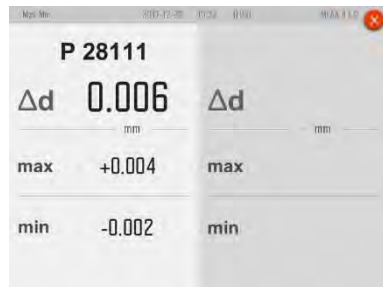 P 28111
Δd 0.006 Δd
mm mm
max +0.004 max
min -0.002 min